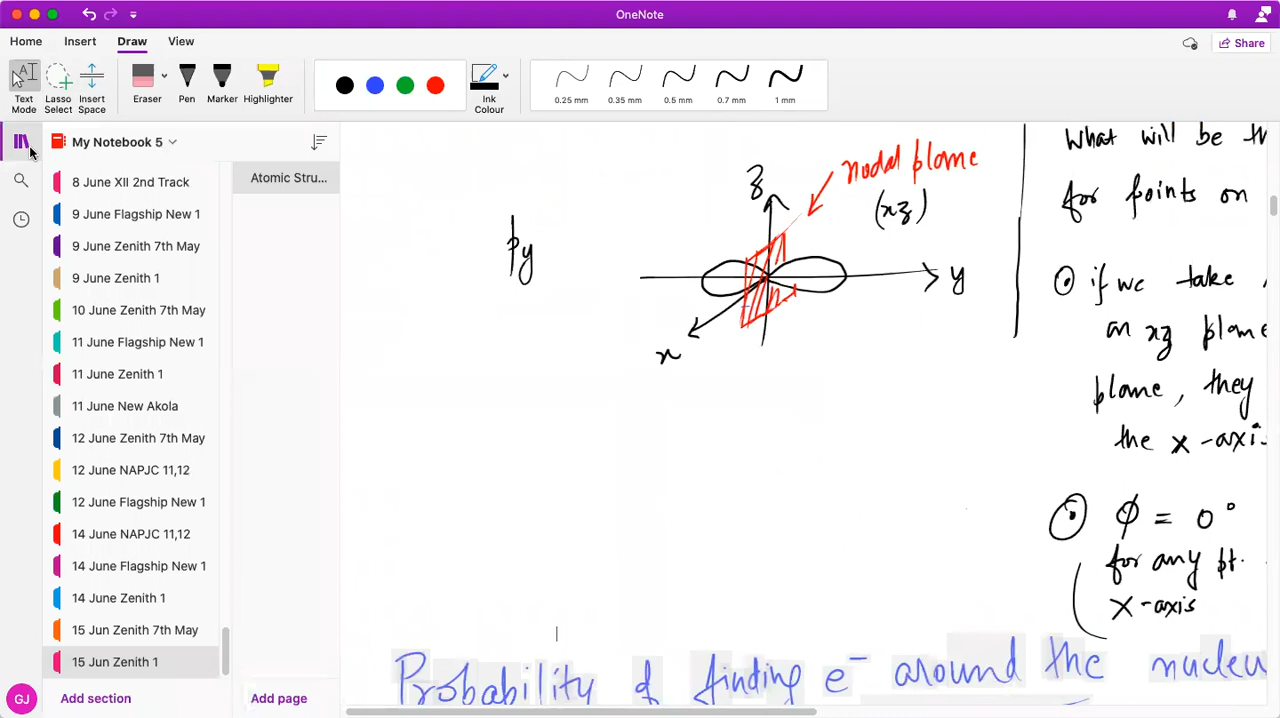 OneNote
Home Insert Draw View
Share
Text Mode
Lasso Select
Insert Space
Eraser
Pen
Marker
Highlighter
Ink Colour
0.25 mm 0.35 mm 0.5 mm 0.7 mm 1 mm
My Notebook 5
8 June XII 2nd Track
9 June Flagship New 1
9 June Zenith 7th May
9 June Zenith 1
10 June Zenith 7th May
11 June Flagship New 1
11 June Zenith 1
11 June New Akola
12 June Zenith 7th May
12 June NAPJC 11,12
12 June Flagship New 1
14 June NAPJC 11,12
14 June Flagship New 1
14 June Zenith 1
15 Jun Zenith 7th May
15 Jun Zenith 1
Add section
GJ
Atomic Stru...
Add page
py
z
nodal plane
(xz)
y
x
What will be th
for points on
if we take
an xz plane
plane, they
the x-axi
φ = 0°
for any pt.
X-axis
Probability of finding e⁻ around the nucleu